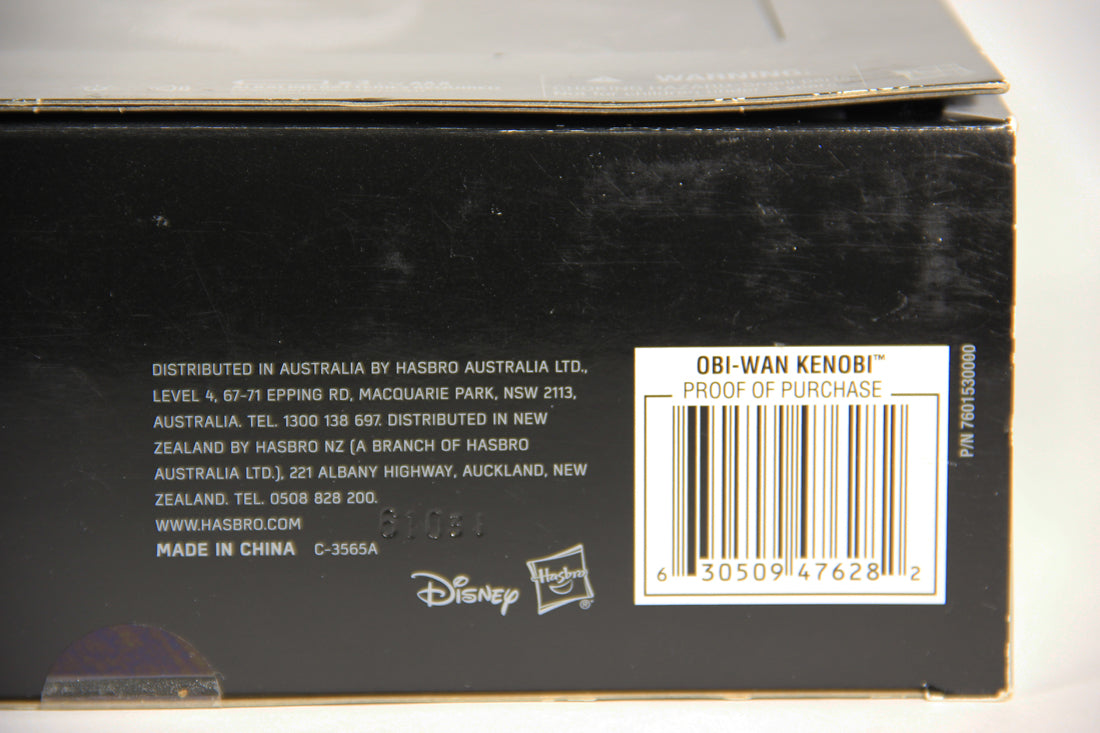 WARNING:
DISTRIBUTED IN AUSTRALIA BY HASBRO AUSTRALIA LTD.,
LEVEL 4, 67-71 EPPING RD, MACQUARIE PARK, NSW 2113,
AUSTRALIA. TEL. 1300 138 697. DISTRIBUTED IN NEW
ZEALAND BY HASBRO NZ (A BRANCH OF HASBRO
AUSTRALIA LTD.), 221 ALBANY HIGHWAY, AUCKLAND, NEW
ZEALAND. TEL. 0508 828 200.
WWW.HASBRO.COM
MADE IN CHINA C-3565A
Disney
Hasbro®
OBI-WAN KENOBI™
PROOF OF PURCHASE
6 30509 47628 2
P/N 7601530000